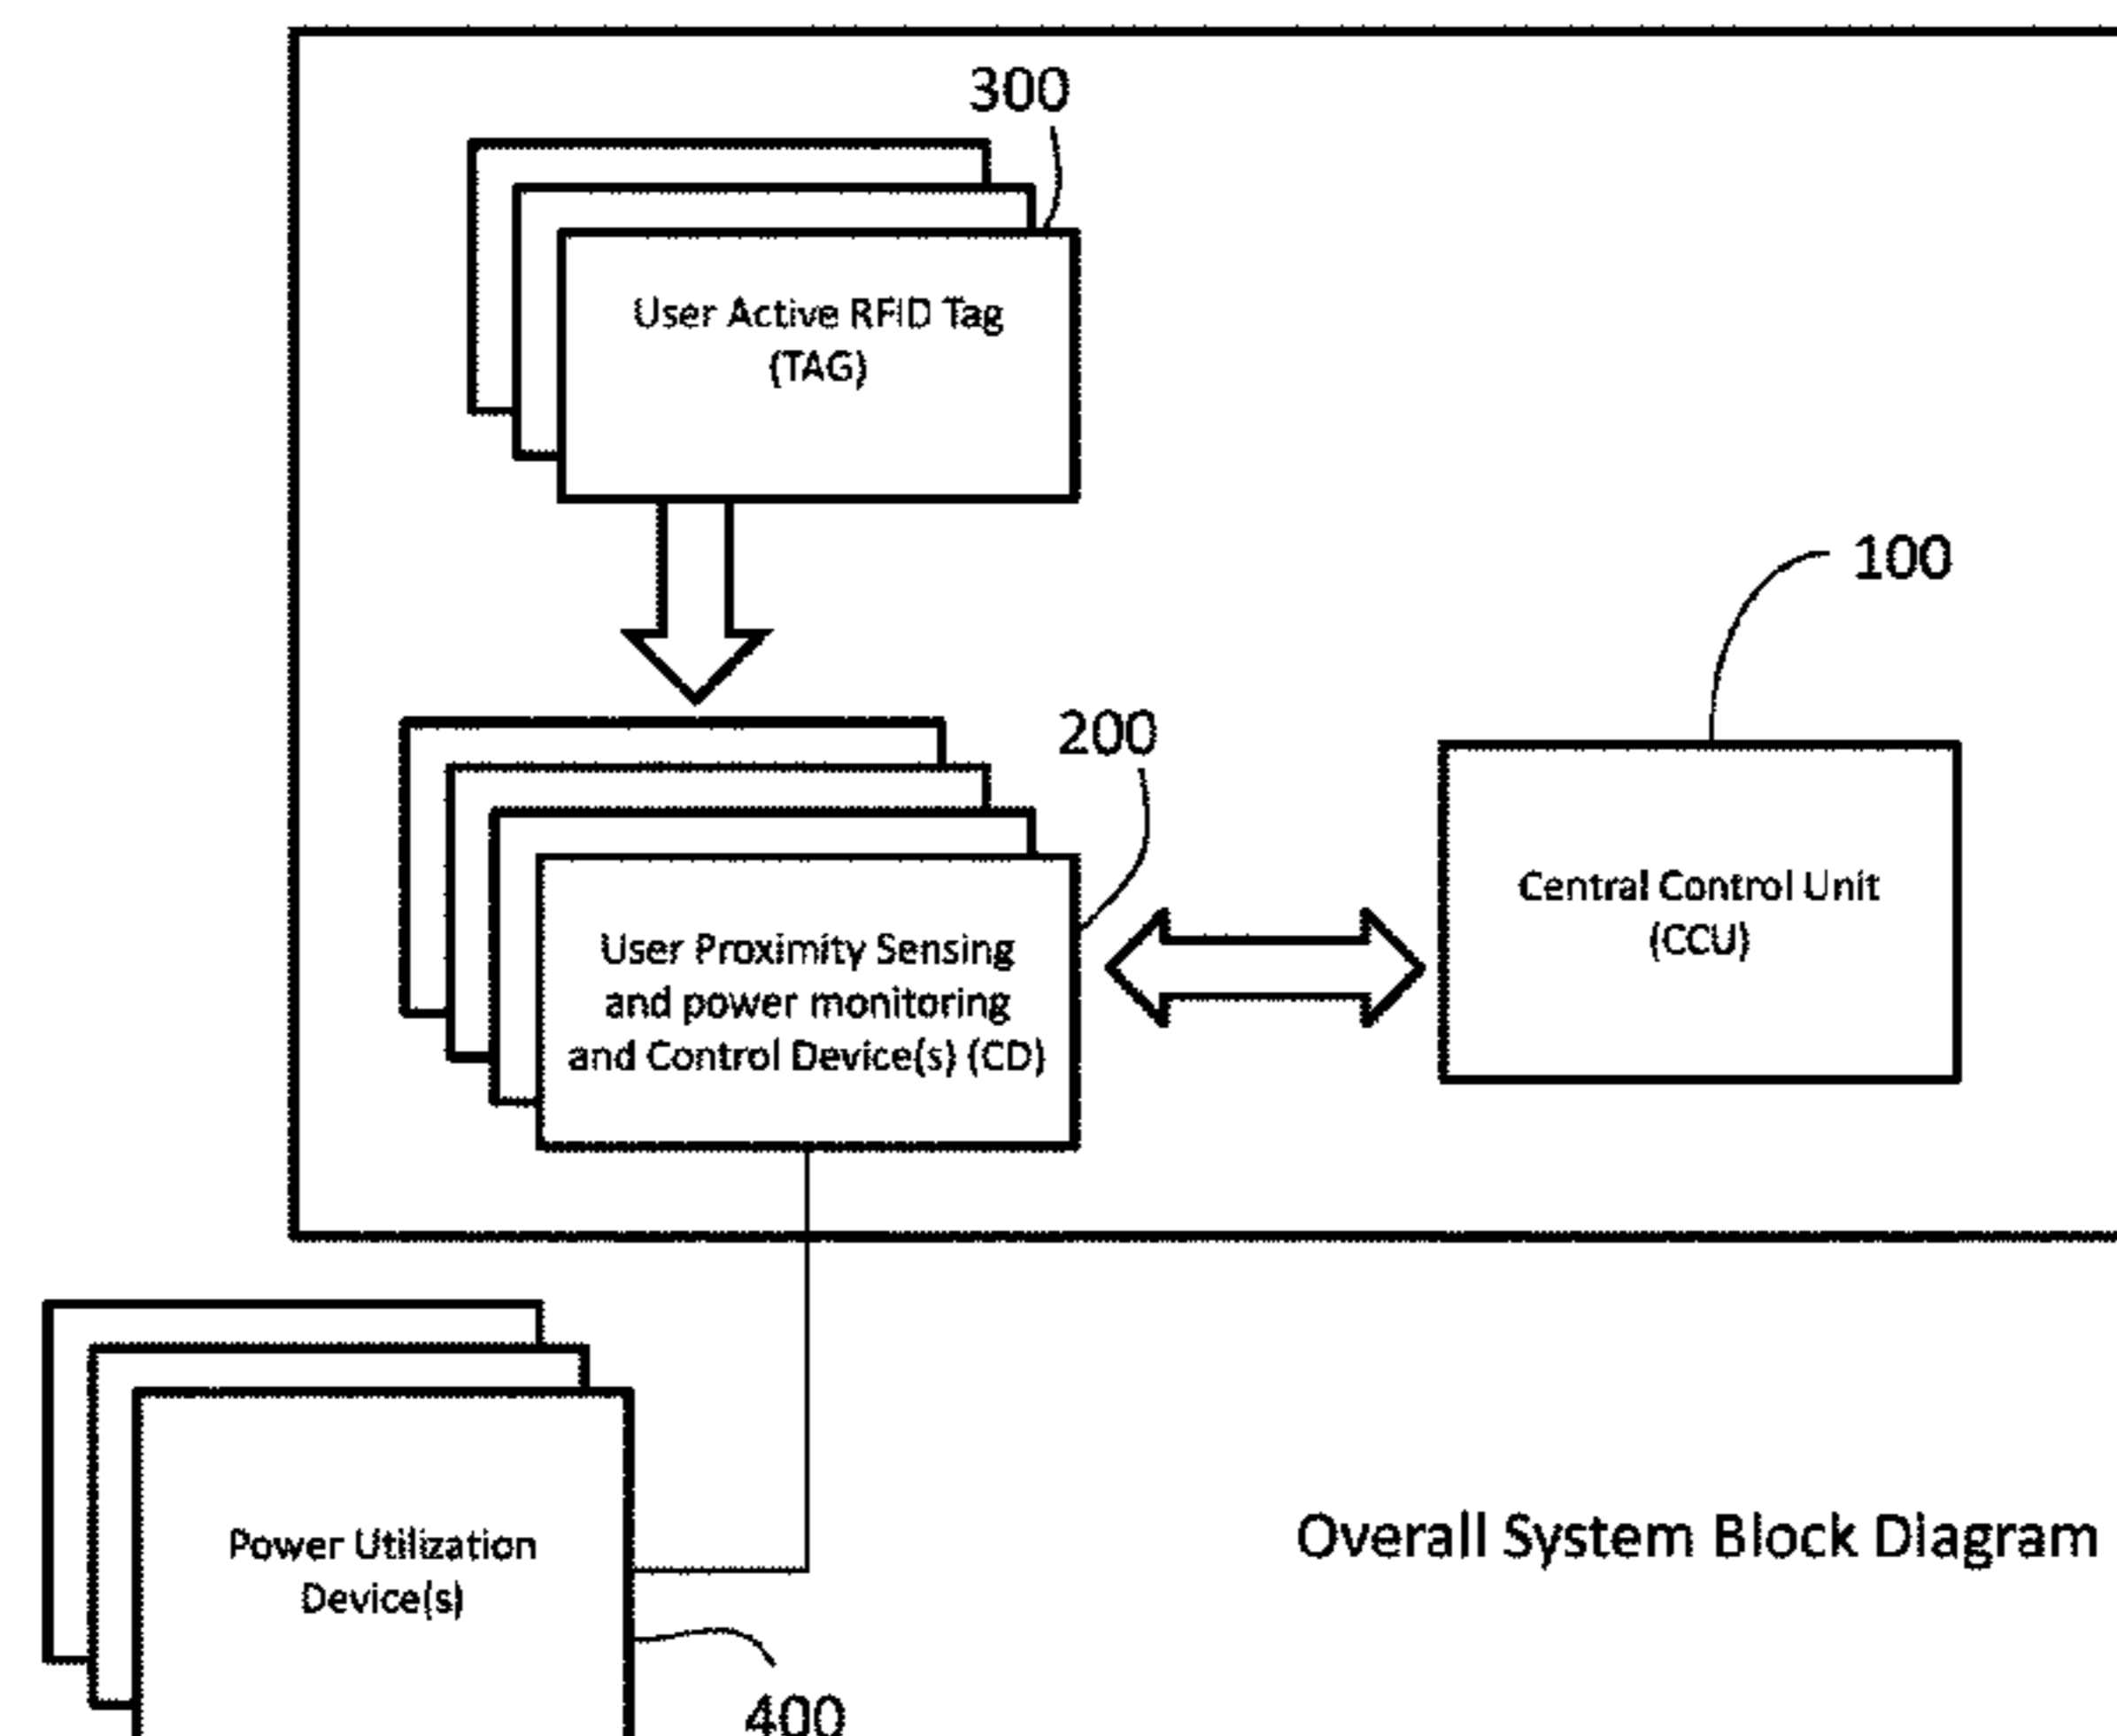 300
User Active RFID Tag
(TAG)
100
200
Central Control Unit
(CCU)
User Proximity Sensing
and power monitoring
and Control Device(s) (CD)
Overall System Block Diagram
Power Utilization
Device(s)
400